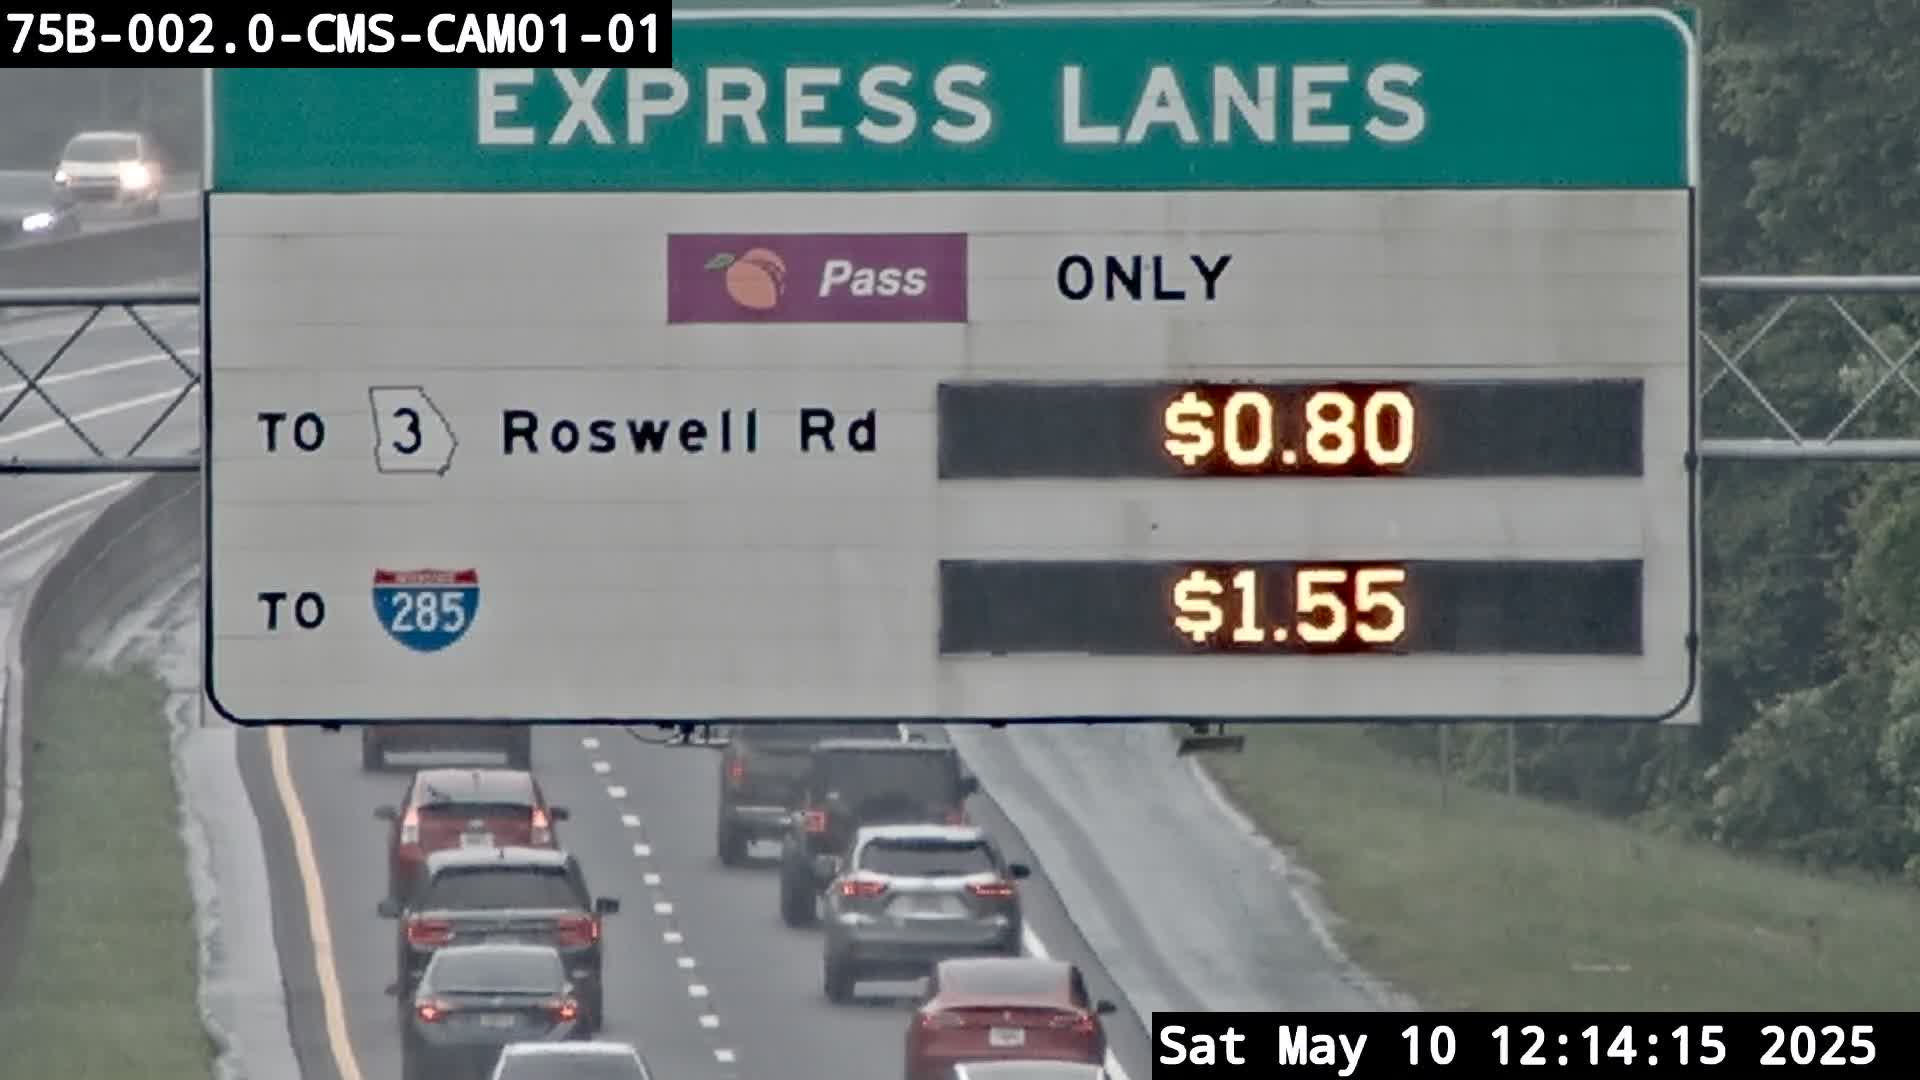 75B-002.0-CMS-CAM01-01
EXPRESS LANES
Pass ONLY
TO 3 Roswell Rd $0.80
TO 285 $1.55
Sat May 10 12:14:15 2025